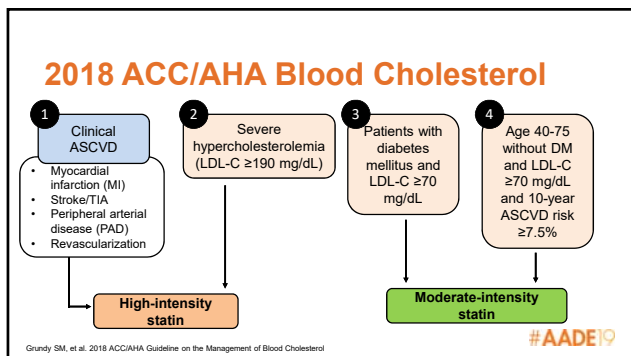 2018 ACC/AHA Blood Cholesterol
1
Clinical
ASCVD
• Myocardial
infarction (MI)
• Stroke/TIA
• Peripheral arterial
disease (PAD)
• Revascularization
2
Severe
hypercholesterolemia
(LDL-C ≥190 mg/dL)
3
Patients with
diabetes
mellitus and
LDL-C ≥70
mg/dL
4
Age 40-75
without DM
and LDL-C
≥70 mg/dL
and 10-year
ASCVD risk
≥7.5%
High-intensity
statin
Moderate-intensity
statin
Grundy SM, et al. 2018 ACC/AHA Guideline on the Management of Blood Cholesterol
#AADE19